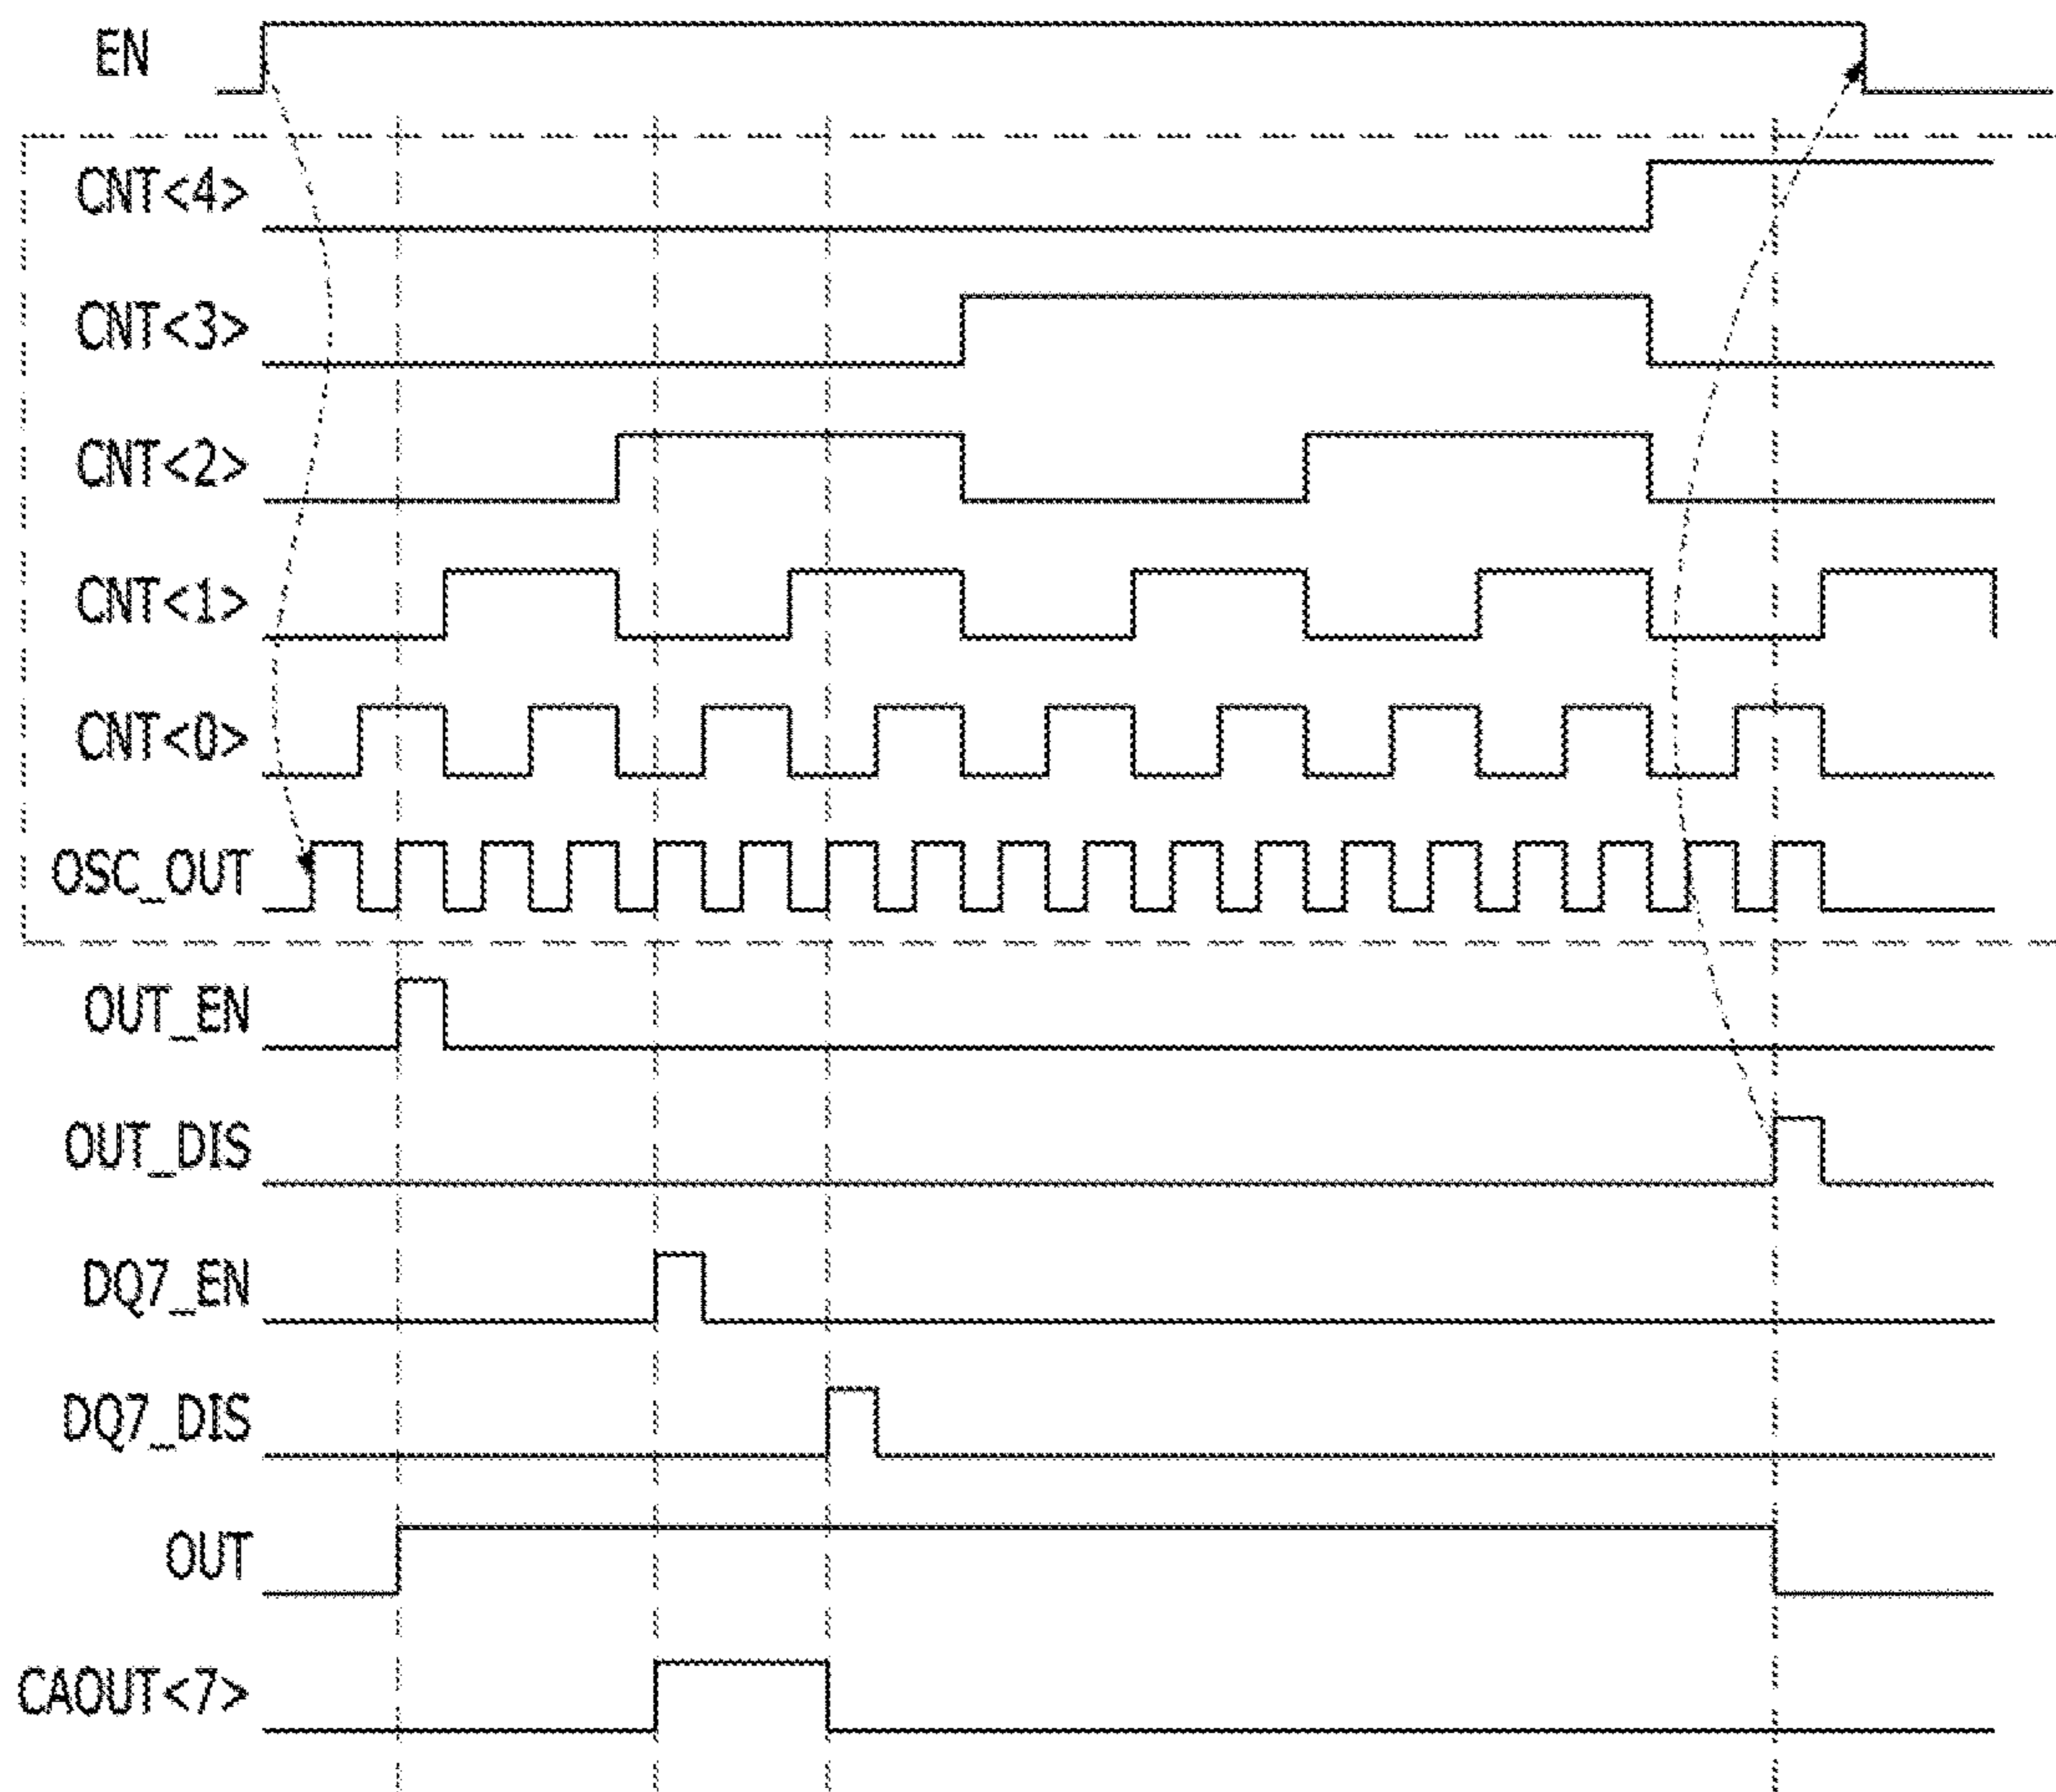 EN
CNT<4>
CNT<3>
CNT<2>
CNT<1>
CNT<0>
OSC_OUT
OUT_EN
OUT_DIS
DQ7_EN
DQ7_DIS
OUT
CAOUT<7>